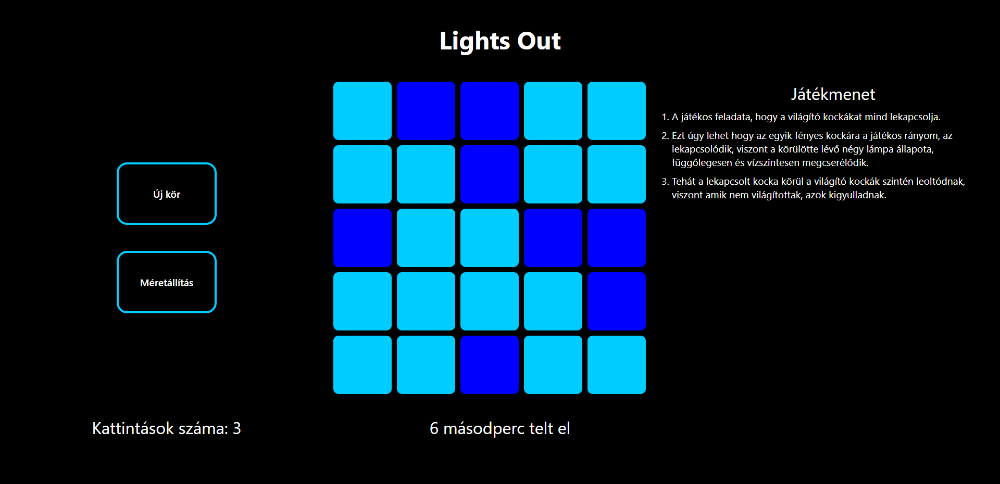 Lights Out
Új kör
Méretállítás
Játékmenet
1. A játékos feladata, hogy a világító kockákat mind lekapcsolja.
2. Ezt úgy lehet hogy az egyik fényes kockára a játékos rányom, az
lekapcsolódik, viszont a körülötte lévő négy lámpa állapota,
függőlegesen és vízszintesen megcserélődik.
3. Tehát a lekapcsolt kocka körül a világító kockák szintén leoltódnak,
viszont amik nem világítottak, azok kigyulladnak.
Kattintások száma: 3
6 másodperc telt el